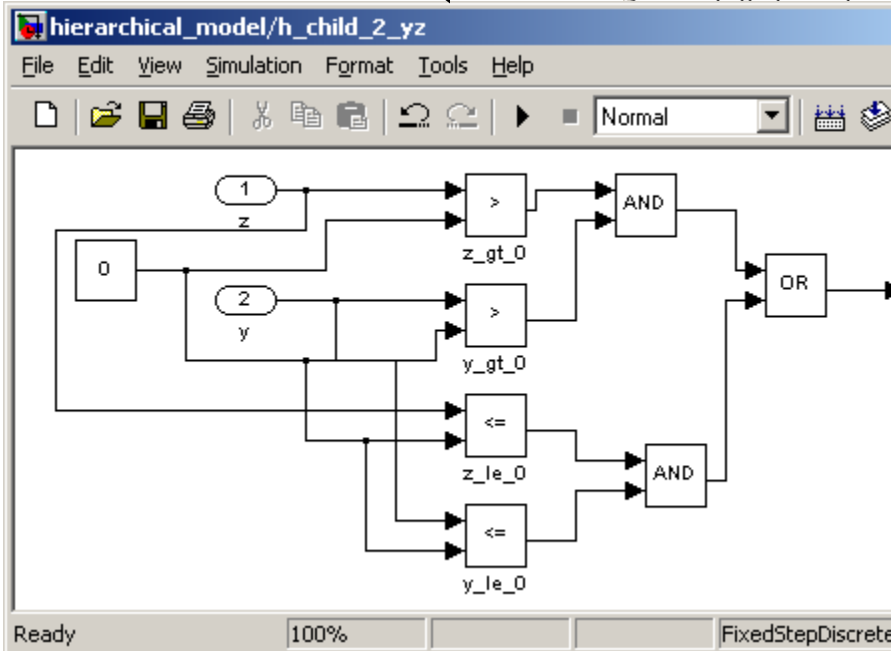 hierarchical_model/h_child_2_yz
File Edit View Simulation Format Tools Help
Normal
1
z
>
z_gt_0
AND
0
2
y
>
y_gt_0
OR
<=
z_le_0
AND
<=
y_le_0
Ready 100% FixedStepDiscrete